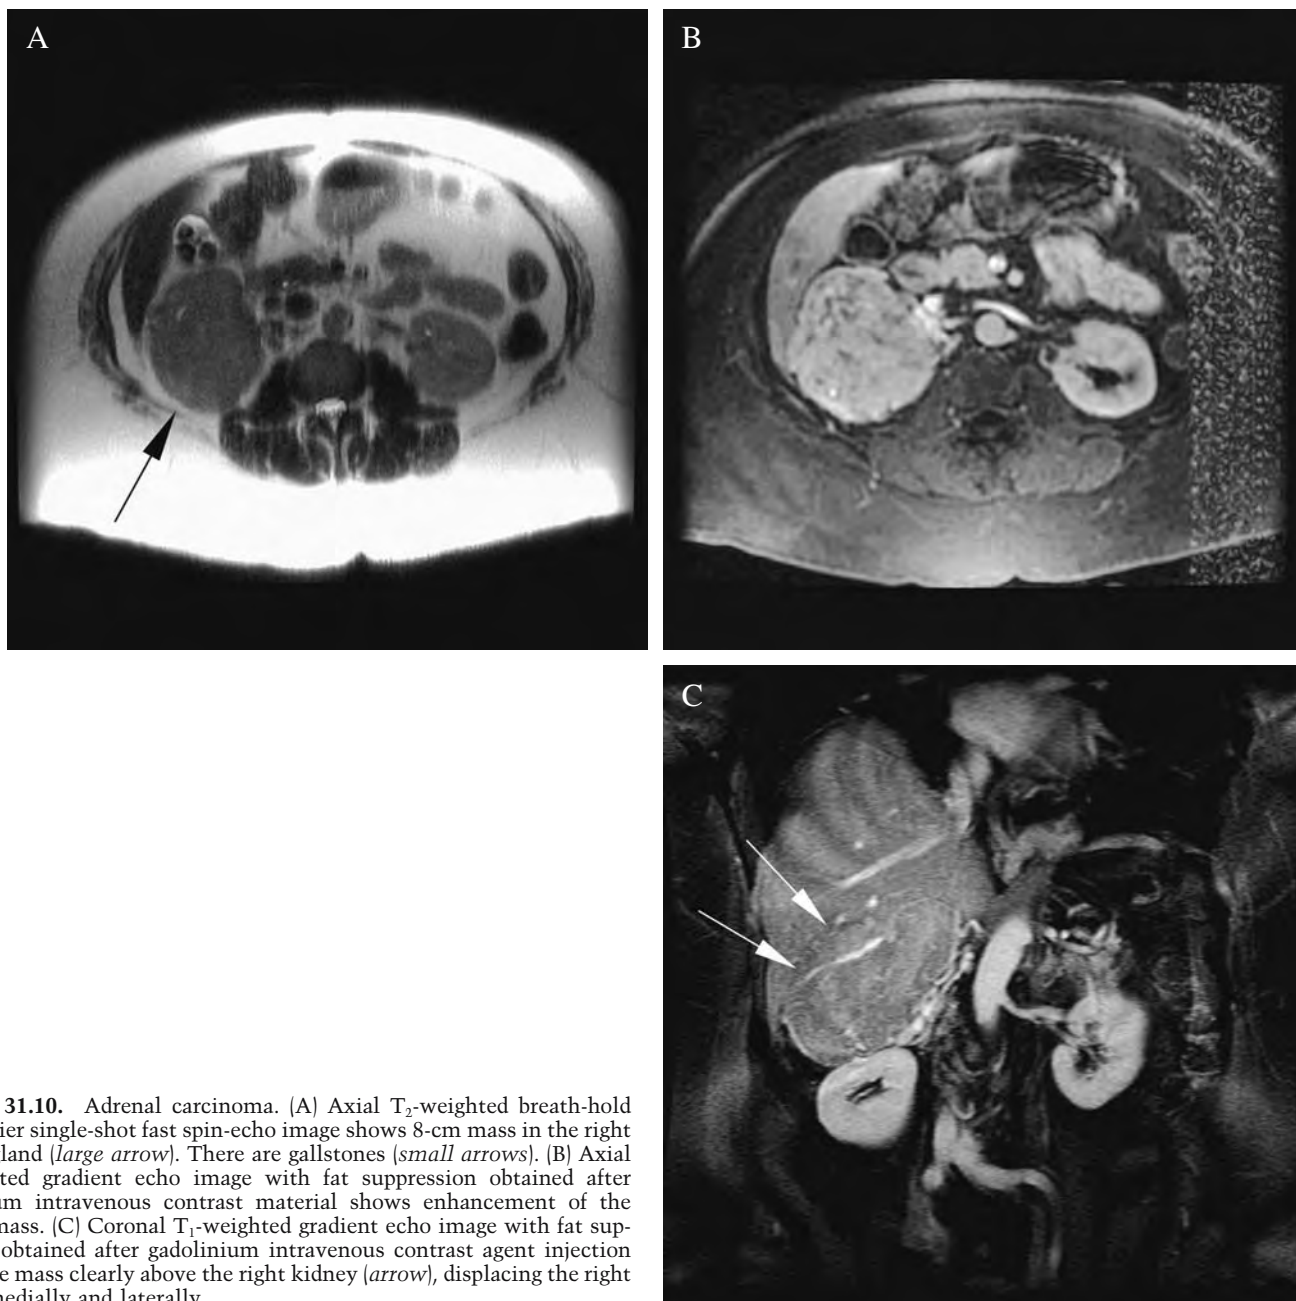 A
B
C
31.10. Adrenal carcinoma. (A) Axial T₂-weighted breath-hold
ier single-shot fast spin-echo image shows 8-cm mass in the right
land (large arrow). There are gallstones (small arrows). (B) Axial
ted gradient echo image with fat suppression obtained after
um intravenous contrast material shows enhancement of the
mass. (C) Coronal T₁-weighted gradient echo image with fat sup-
obtained after gadolinium intravenous contrast agent injection
e mass clearly above the right kidney (arrow), displacing the right
medially and laterally.